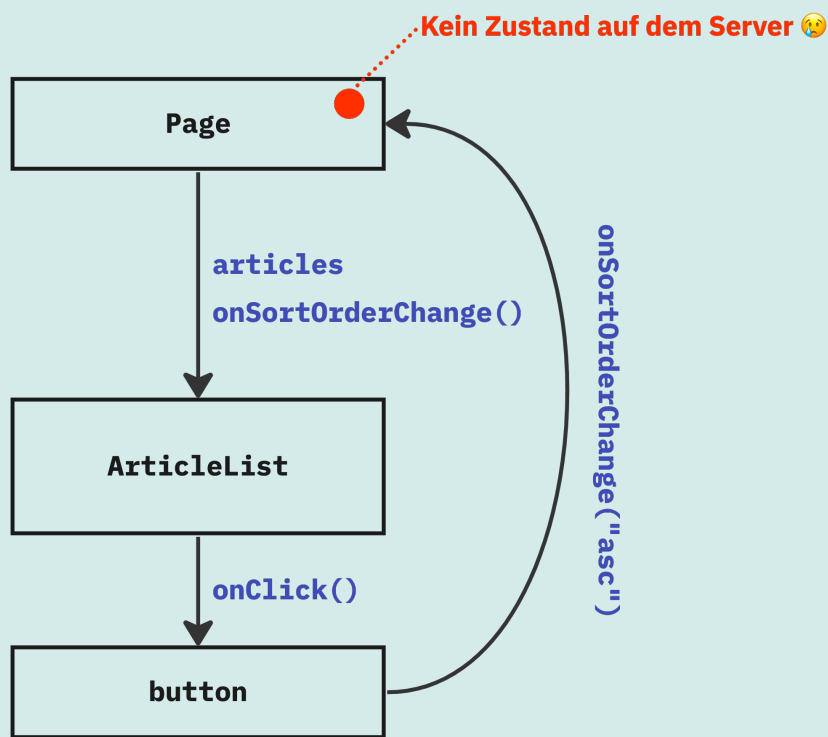 Kein Zustand auf dem Server 😢
Page
articles
onSortOrderChange()
onSortOrderChange("asc")
ArticleList
onClick()
button